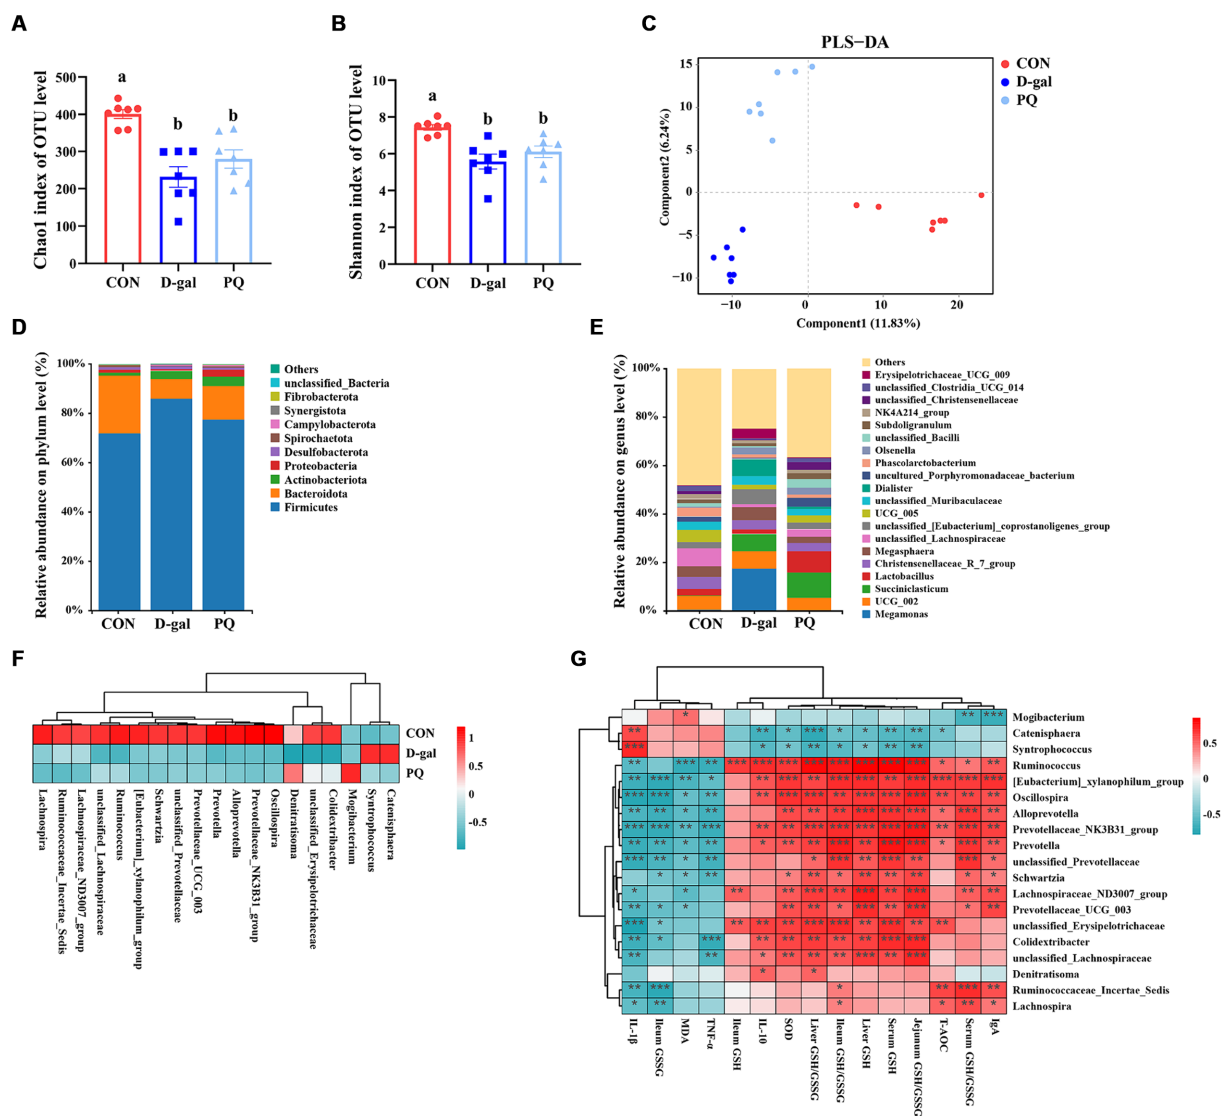 A
Chao1 index of OTU level
500
400
300
200
100
0
a
b
b
CON
D-gal
PQ
B
Shannon index of OTU level
10
8
6
4
2
0
a
b
b
CON
D-gal
PQ
C
PLS−DA
Component2 (6.24%)
15
10
5
0
−5
−10
−10
0
10
20
Component1 (11.83%)
CON
D-gal
PQ
D
Relative abundance on phylum level (%)
100%
80%
60%
40%
20%
0%
CON
D-gal
PQ
Others
unclassified_Bacteria
Fibrobacterota
Synergistota
Campylobacterota
Spirochaetota
Desulfobacterota
Proteobacteria
Actinobacteriota
Bacteroidota
Firmicutes
E
Relative abundance on genus level (%)
100%
80%
60%
40%
20%
0%
CON
D-gal
PQ
Others
Erysipelotrichaceae_UCG_009
unclassified_Clostridia_UCG_014
unclassified_Christensenellaceae
NK4A214_group
Subdoligranulum
unclassified_Bacilli
Olsenella
Phascolarctobacterium
uncultured_Porphyromonadaceae_bacterium
Dialister
unclassified_Muribaculaceae
UCG_005
unclassified_[Eubacterium]_coprostanoligenes_group
unclassified_Lachnospiraceae
Megasphaera
Christensenellaceae_R_7_group
Lactobacillus
Succiniclasticum
UCG_002
Megamonas
F
CON
D-gal
PQ
1
0.5
0
-0.5
Lachnospira
Ruminococcaceae_Incertae_Sedis
Lachnospiraceae_ND3007_group
unclassified_Lachnospiraceae
Ruminococcus
[Eubacterium]_xylanophilum_group
Schwartzia
unclassified_Prevotellaceae
Prevotellaceae_UCG_003
Prevotella
Alloprevotella
Prevotellaceae_NK3B31_group
Oscillospira
Denitratisoma
unclassified_Erysipelotrichaceae
Colidextribacter
Mogibacterium
Syntrophococcus
Catenisphaera
G
Mogibacterium
Catenisphaera
Syntrophococcus
Ruminococcus
[Eubacterium]_xylanophilum_group
Oscillospira
Alloprevotella
Prevotellaceae_NK3B31_group
Prevotella
unclassified_Prevotellaceae
Schwartzia
Lachnospiraceae_ND3007_group
Prevotellaceae_UCG_003
unclassified_Erysipelotrichaceae
Colidextribacter
unclassified_Lachnospiraceae
Denitratisoma
Ruminococcaceae_Incertae_Sedis
Lachnospira
0.5
0
-0.5
IL-1β
Ileum GSSG
MDA
TNF-α
Ileum GSH
IL-10
SOD
Liver GSH/GSSG
Ileum GSH/GSSG
Liver GSH
Serum GSH
Jejunum GSH/GSSG
T-AOC
Serum GSH/GSSG
IgA